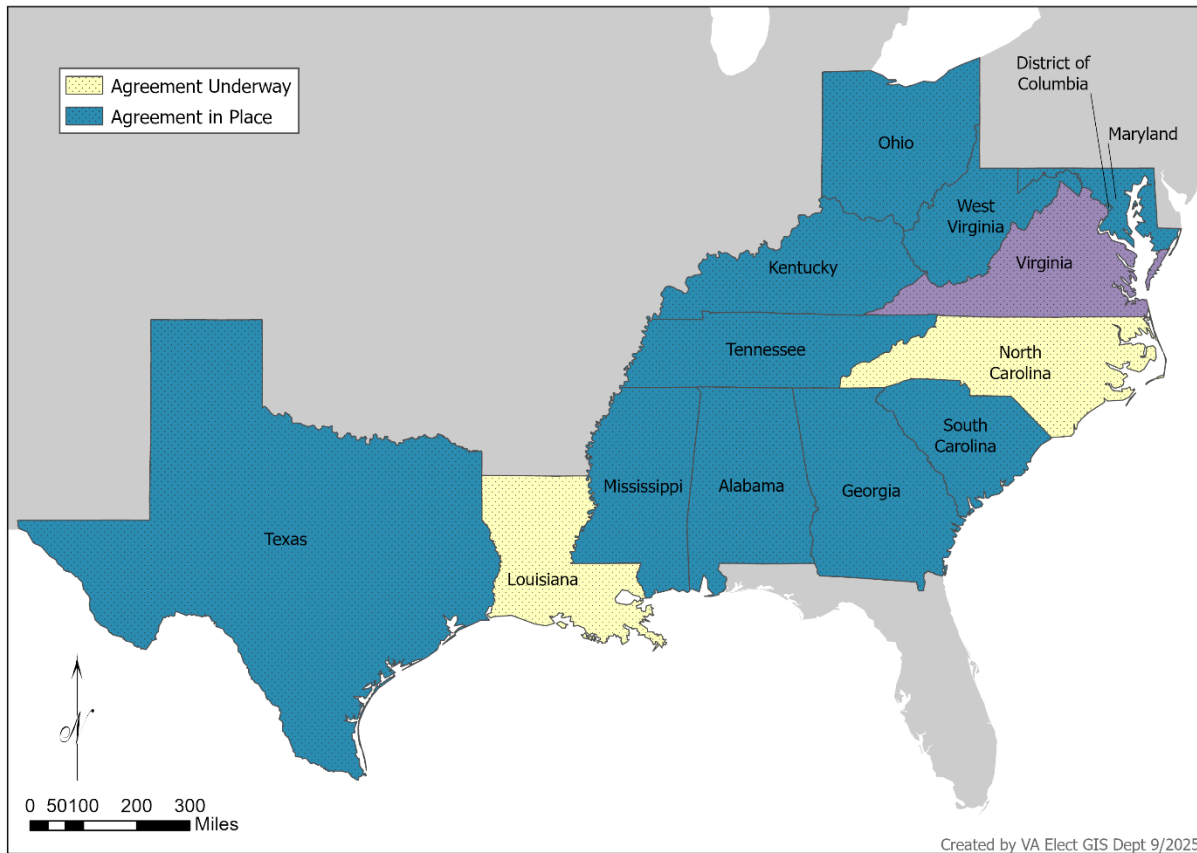 Agreement Underway
Agreement in Place
District of
Columbia
Maryland
Ohio
West
Virginia
Virginia
Kentucky
Tennessee
North
Carolina
South
Carolina
Mississippi
Alabama
Georgia
Texas
Louisiana
N
0 50100 200 300
Miles
Created by VA Elect GIS Dept 9/2025